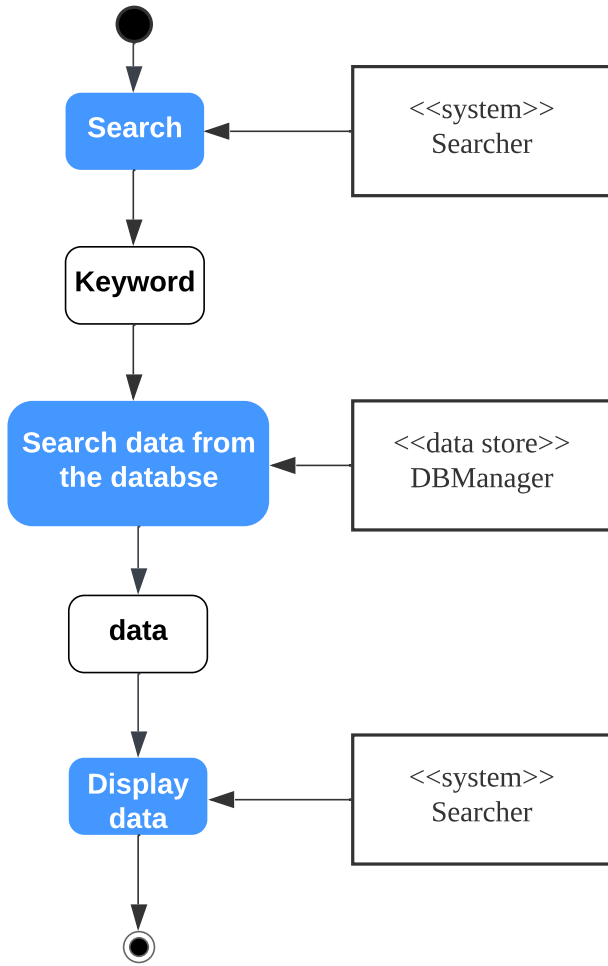 Search
<<system>>
Searcher
Keyword
Search data from
the databse
<<data store>>
DBManager
data
Display
data
<<system>>
Searcher